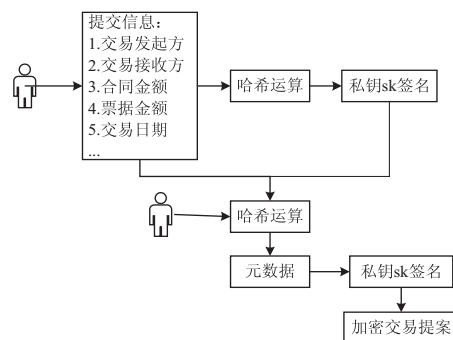 提交信息：
1.交易发起方
2.交易接收方
3.合同金额
4.票据金额
5.交易日期
...
哈希运算
私钥sk签名
哈希运算
元数据
私钥sk签名
加密交易提案